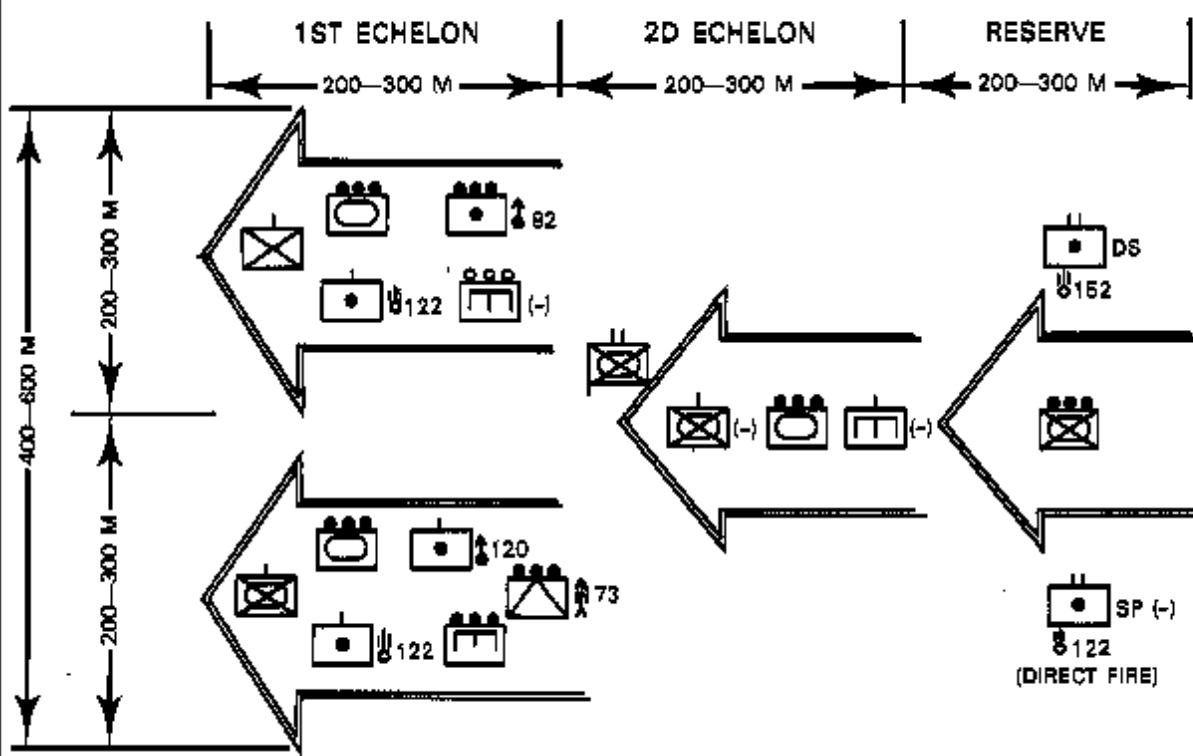 1ST ECHELON
2D ECHELON
RESERVE
200—300 M
200—300 M
200—300 M
200—300 M
400—600 M
200—300 M
82
122
(-)
DS
152
(-)
(-)
120
73
122
SP (-)
122
(DIRECT FIRE)